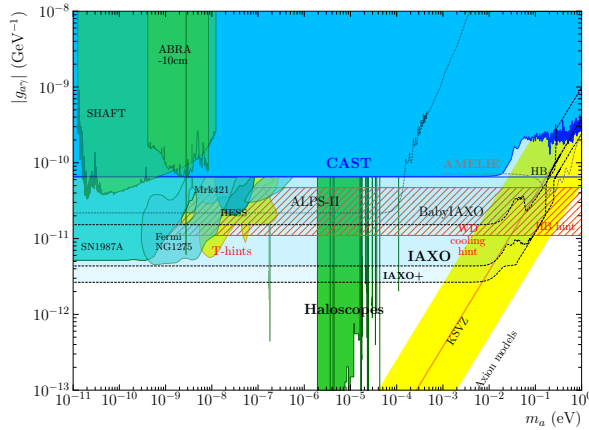 10⁻⁸
10⁻⁹
10⁻¹⁰
10⁻¹¹
10⁻¹²
10⁻¹³
|gₐᵧ| (GeV⁻¹)
ABRA
-10cm
SHAFT
CAST
AMELIE
HB
Mrk421
HESS
ALPS-II
BabyIAXO
SN1987A
Fermi
NG1275
T-hints
WD
cooling
hint
HB hint
IAXO
IAXO+
Haloscopes
KSVZ
Axion models
10⁻¹¹ 10⁻¹⁰ 10⁻⁹ 10⁻⁸ 10⁻⁷ 10⁻⁶ 10⁻⁵ 10⁻⁴ 10⁻³ 10⁻² 10⁻¹ 10⁰
mₐ (eV)